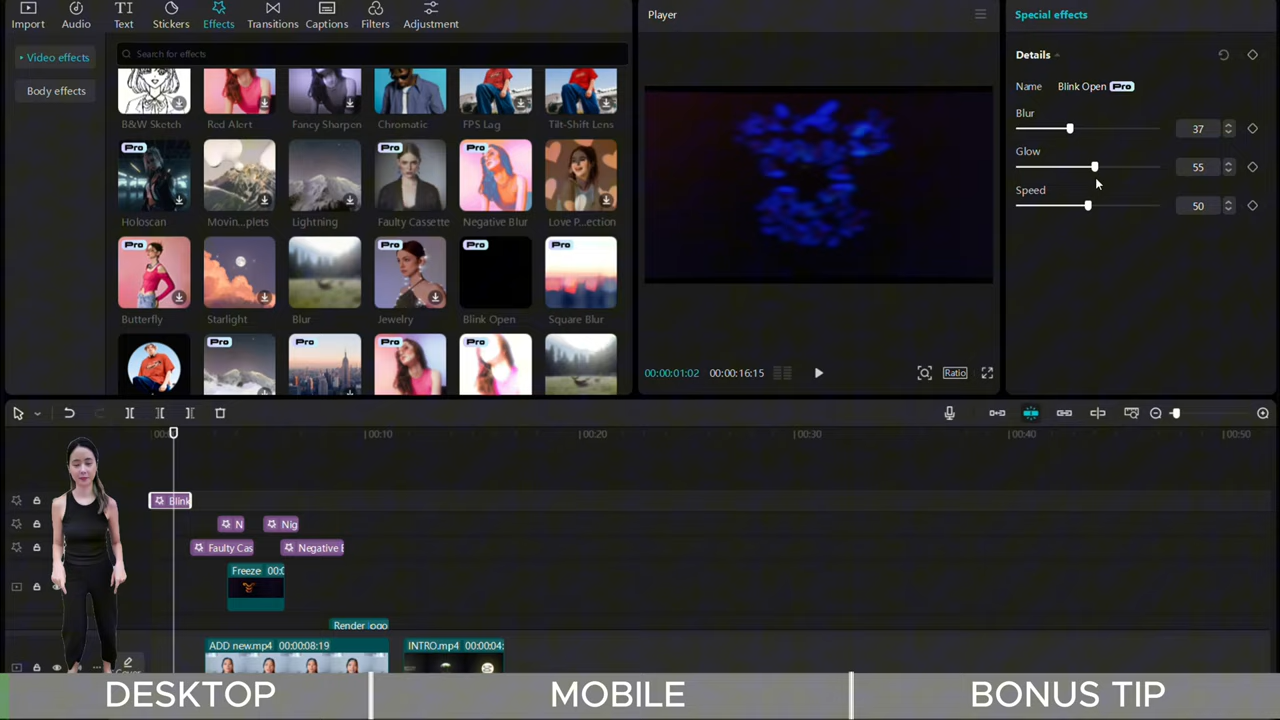 Import Audio Text Stickers Effects Transitions Captions Filters Adjustment
Video effects
Body effects
Search for effects
B&W Sketch Red Alert Fancy Sharpen Chromatic FPS Lag Tilt-Shift Lens
Pro Pro Pro
Holoscan Movin...plets Lightning Faulty Cassette Negative Blur Love P...ection
Pro Pro Pro Pro
Butterfly Starlight Blur Jewelry Blink Open Square Blur
Pro Pro Pro Pro
Player
00:00:01:02 00:00:16:15
Ratio
Special effects
Details
Name Blink Open Pro
Blur
37
Glow
55
Speed
50
00:10 00:20 00:30 00:40 00:50
Blink
N Nig
Faulty Cas Negative B
Freeze 00:0
Render logo
ADD new.mp4 00:00:08:19 INTRO.mp4 00:00:04:
DESKTOP MOBILE BONUS TIP